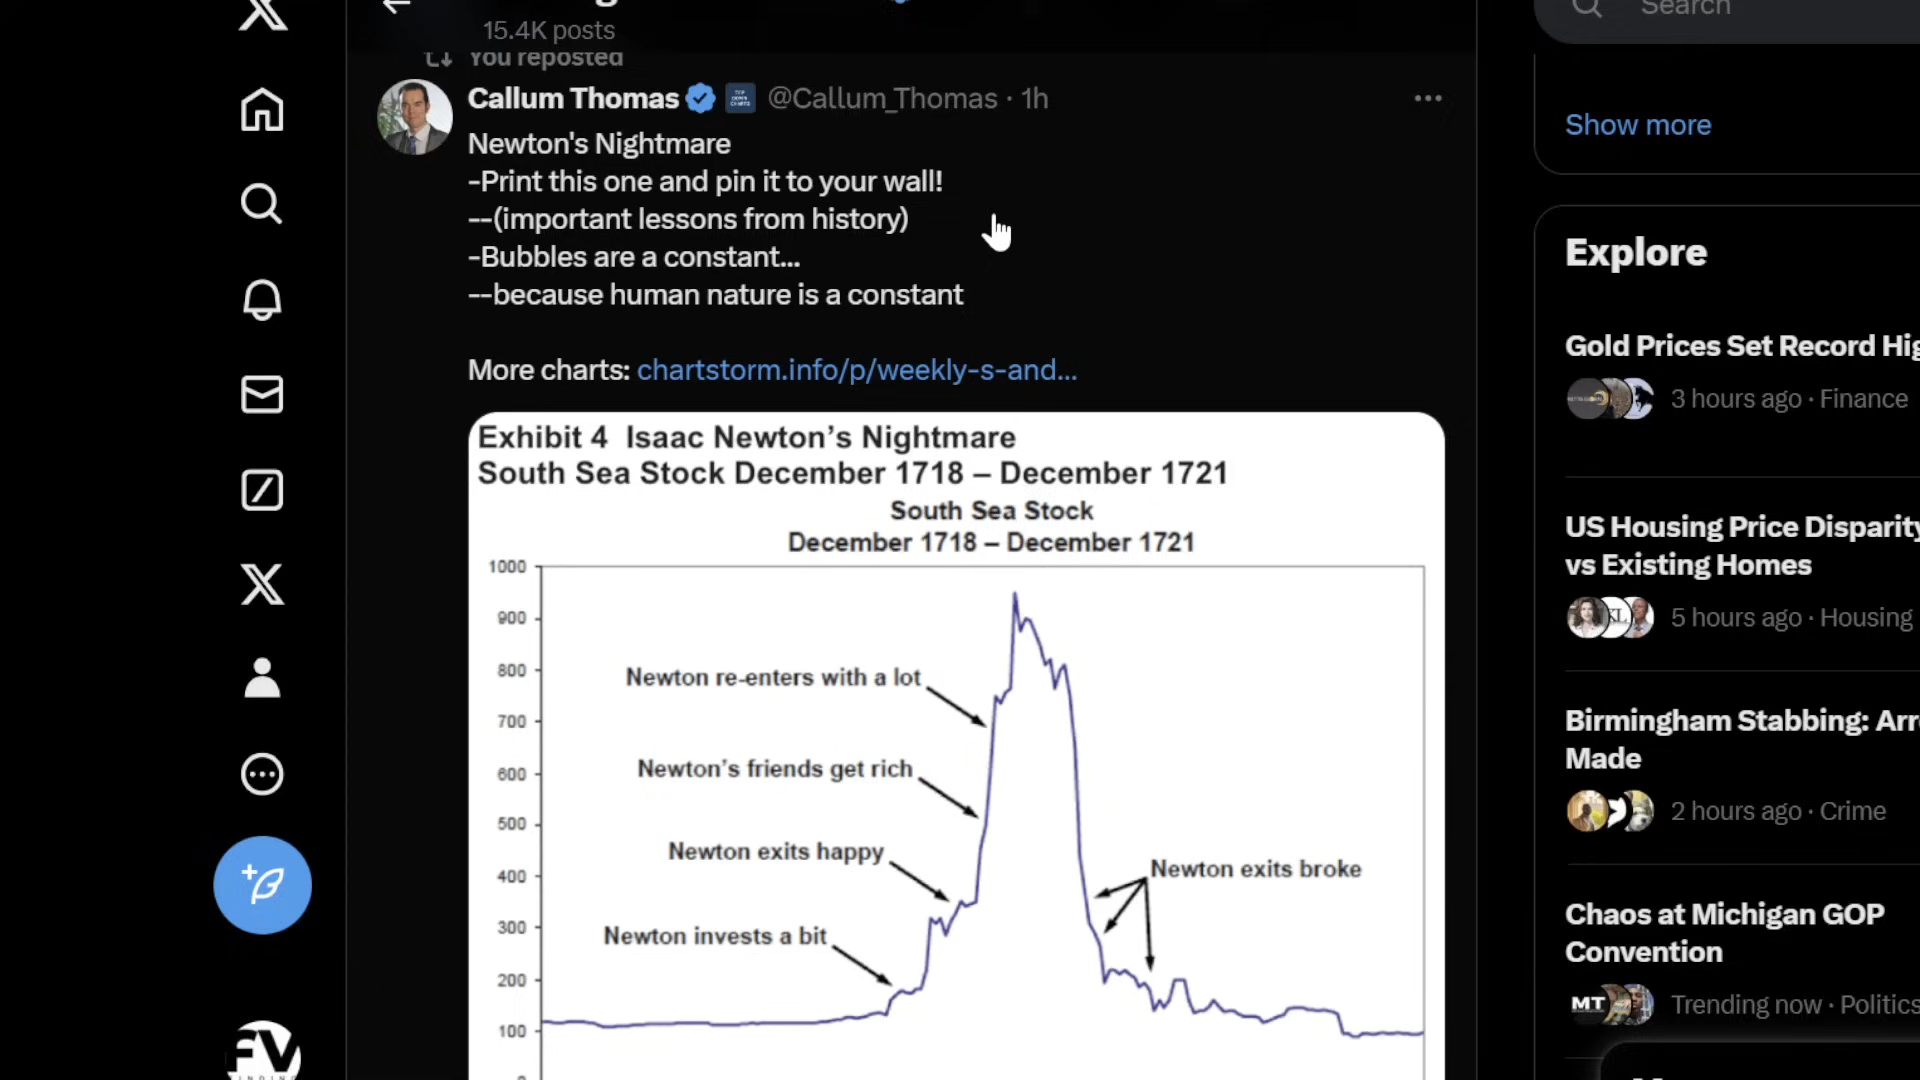 15.4K posts
You reposted
Callum Thomas @Callum_Thomas · 1h
Newton's Nightmare
-Print this one and pin it to your wall!
--(important lessons from history)
-Bubbles are a constant...
--because human nature is a constant
More charts: chartstorm.info/p/weekly-s-and...
Exhibit 4 Isaac Newton's Nightmare
South Sea Stock December 1718 – December 1721
South Sea Stock
December 1718 – December 1721
1000
900
800
700
600
500
400
300
200
100
Newton re-enters with a lot
Newton's friends get rich
Newton exits happy
Newton invests a bit
Newton exits broke
Search
Show more
Explore
Gold Prices Set Record Hig
3 hours ago · Finance
US Housing Price Disparity
vs Existing Homes
5 hours ago · Housing
Birmingham Stabbing: Arre
Made
2 hours ago · Crime
Chaos at Michigan GOP
Convention
MT
Trending now · Politics
FV